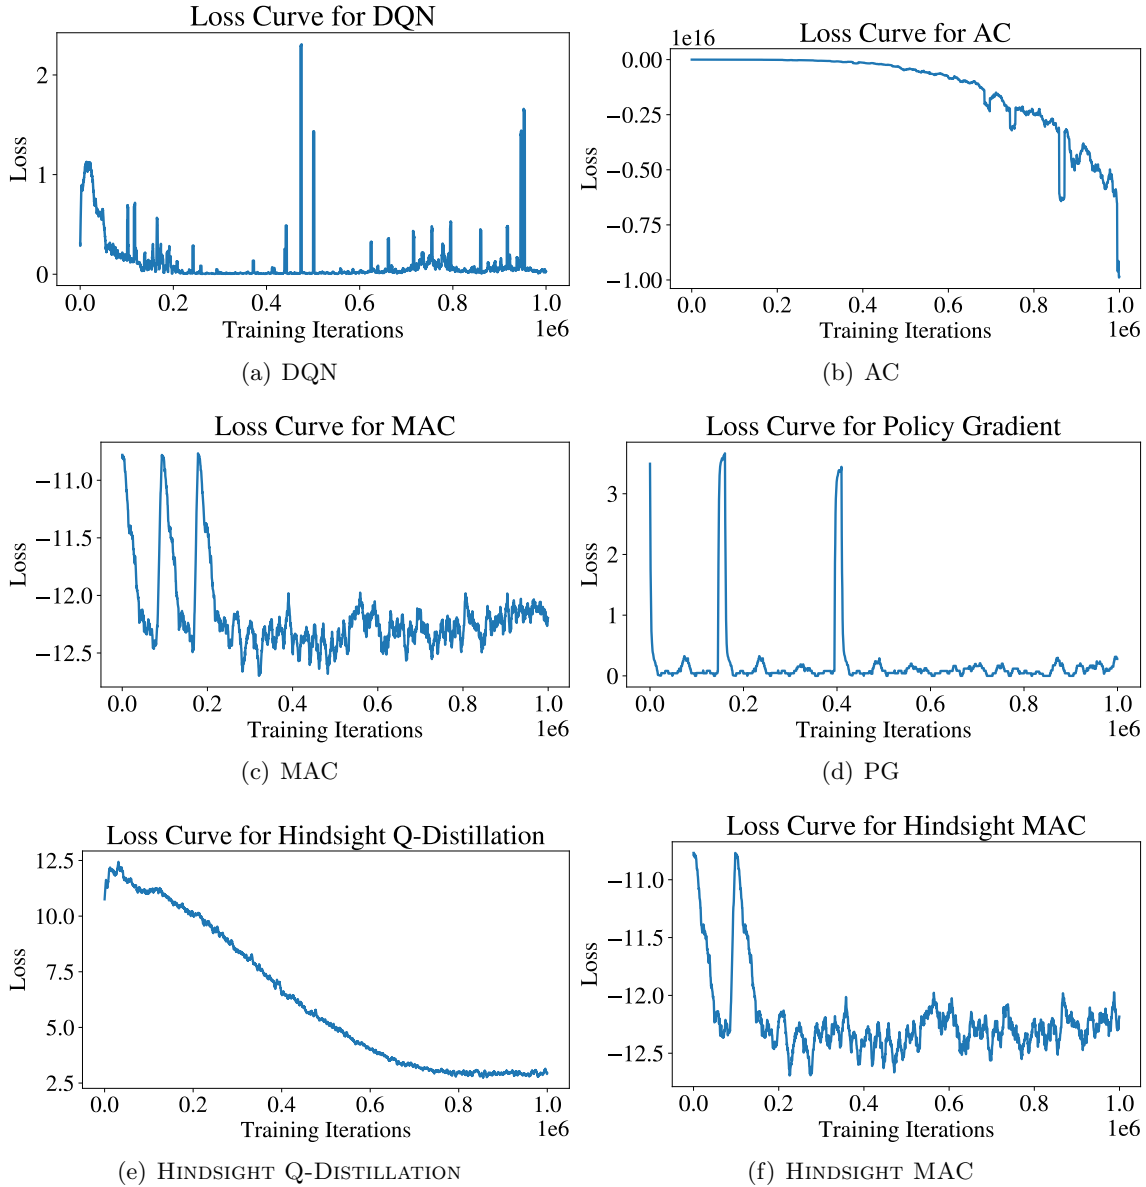 Loss Curve for DQN
Loss
2
1
0
0.0 0.2 0.4 0.6 0.8 1.0
Training Iterations
1e6
(a) DQN
1e16
Loss Curve for AC
Loss
0.00
−0.25
−0.50
−0.75
−1.00
0.0 0.2 0.4 0.6 0.8 1.0
Training Iterations
1e6
(b) AC
Loss Curve for MAC
Loss
−11.0
−11.5
−12.0
−12.5
0.0 0.2 0.4 0.6 0.8 1.0
Training Iterations
1e6
(c) MAC
Loss Curve for Policy Gradient
Loss
3
2
1
0
0.0 0.2 0.4 0.6 0.8 1.0
Training Iterations
1e6
(d) PG
Loss Curve for Hindsight Q-Distillation
Loss
12.5
10.0
7.5
5.0
2.5
0.0 0.2 0.4 0.6 0.8 1.0
Training Iterations
1e6
(e) HINDSIGHT Q-DISTILLATION
Loss Curve for Hindsight MAC
Loss
−11.0
−11.5
−12.0
−12.5
0.0 0.2 0.4 0.6 0.8 1.0
Training Iterations
1e6
(f) HINDSIGHT MAC